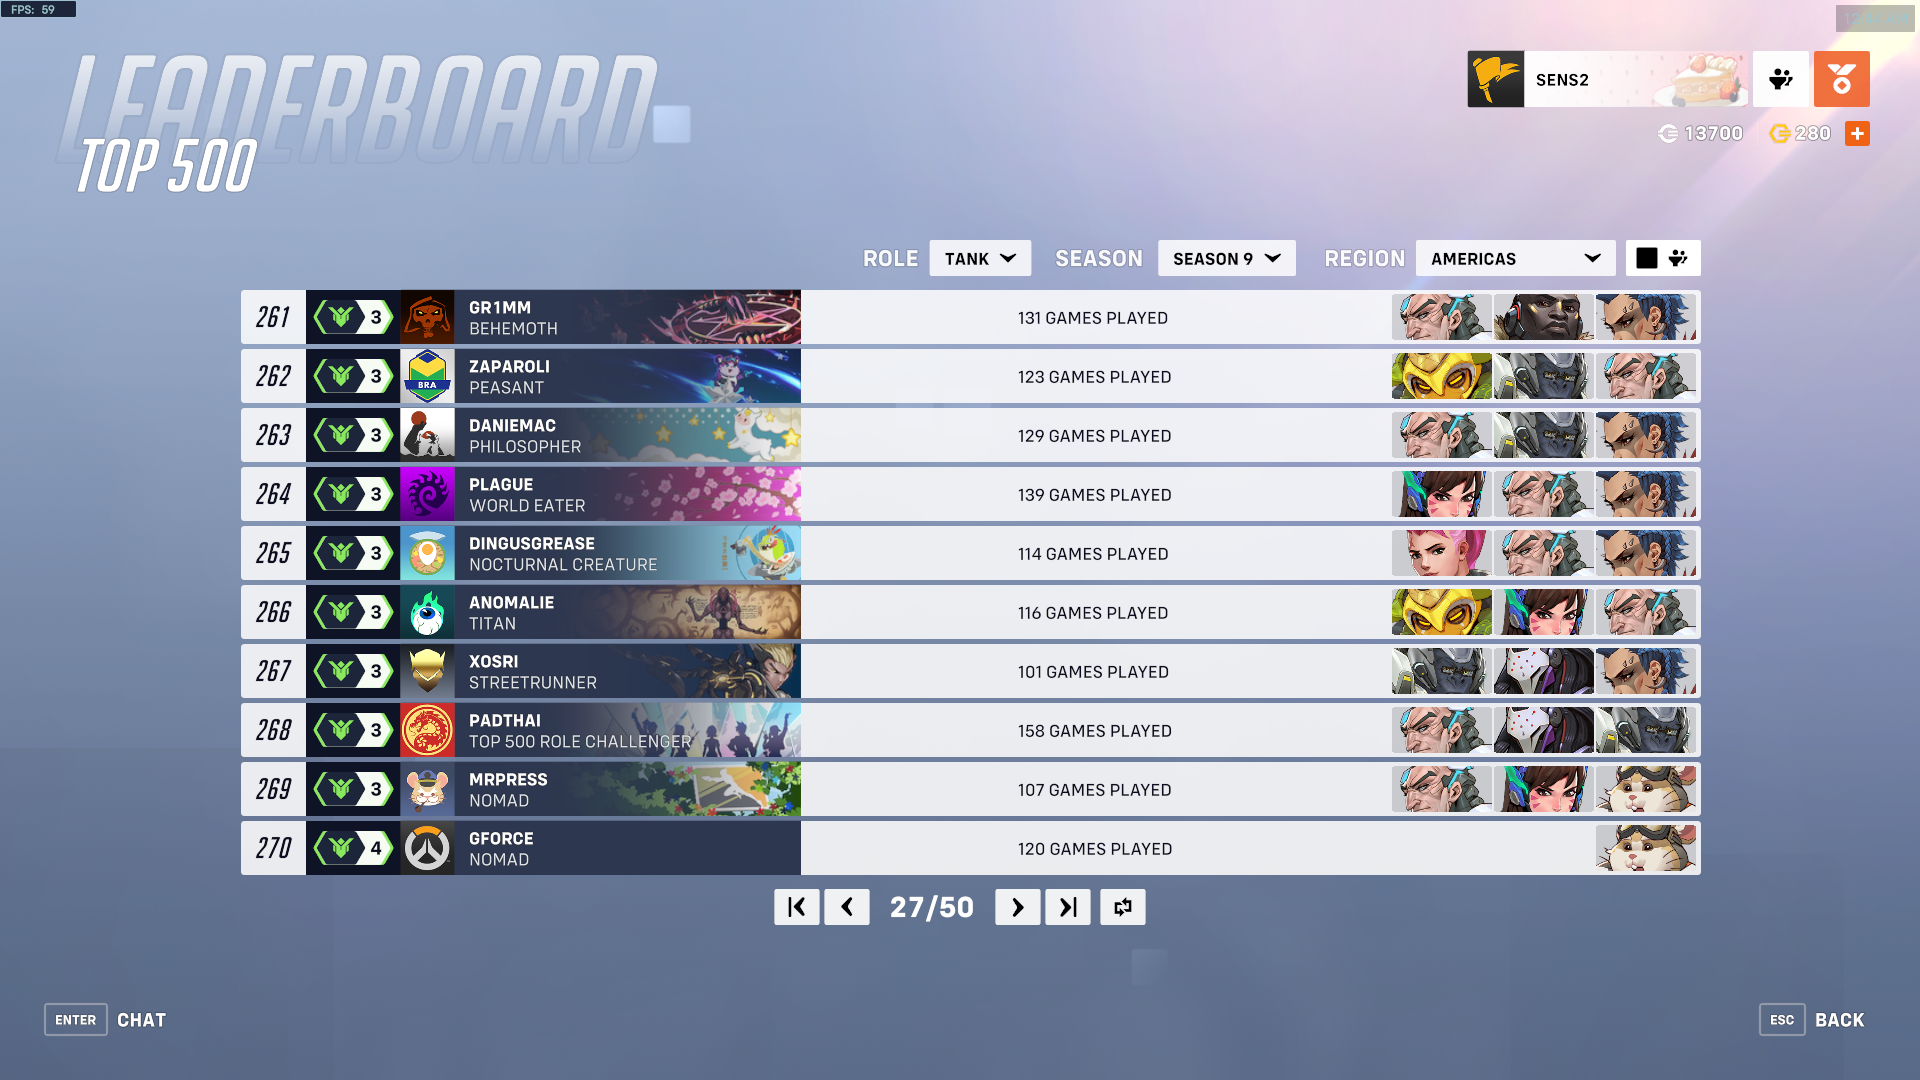 FPS: 59
LEADERBOARD
TOP 500
SENS2
13700 280
ROLE TANK SEASON SEASON 9 REGION AMERICAS
261 3 GR1MM
BEHEMOTH
131 GAMES PLAYED
262 3 BRA ZAPAROLI
PEASANT
123 GAMES PLAYED
263 3 DANIEMAC
PHILOSOPHER
129 GAMES PLAYED
264 3 PLAGUE
WORLD EATER
139 GAMES PLAYED
265 3 DINGUSGREASE
NOCTURNAL CREATURE
114 GAMES PLAYED
266 3 ANOMALIE
TITAN
116 GAMES PLAYED
267 3 XOSRI
STREETRUNNER
101 GAMES PLAYED
268 3 PADTHAI
TOP 500 ROLE CHALLENGER
158 GAMES PLAYED
269 3 MRPRESS
NOMAD
107 GAMES PLAYED
270 4 GFORCE
NOMAD
120 GAMES PLAYED
27/50
ENTER CHAT
ESC BACK